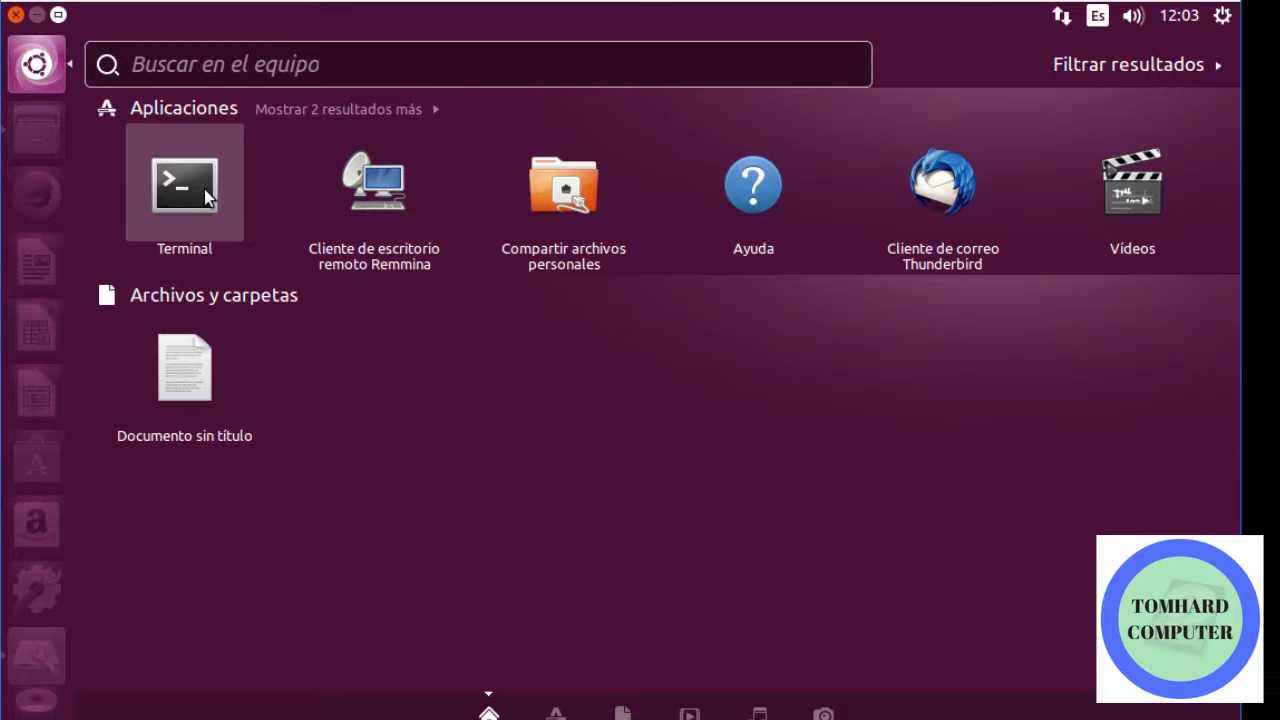 Es
12:03
Buscar en el equipo
Filtrar resultados
Aplicaciones
Mostrar 2 resultados más
>_
Terminal
Cliente de escritorio
remoto Remmina
Compartir archivos
personales
?
Ayuda
Cliente de correo
Thunderbird
Vídeos
Archivos y carpetas
Documento sin título
a
TOMHARD
COMPUTER